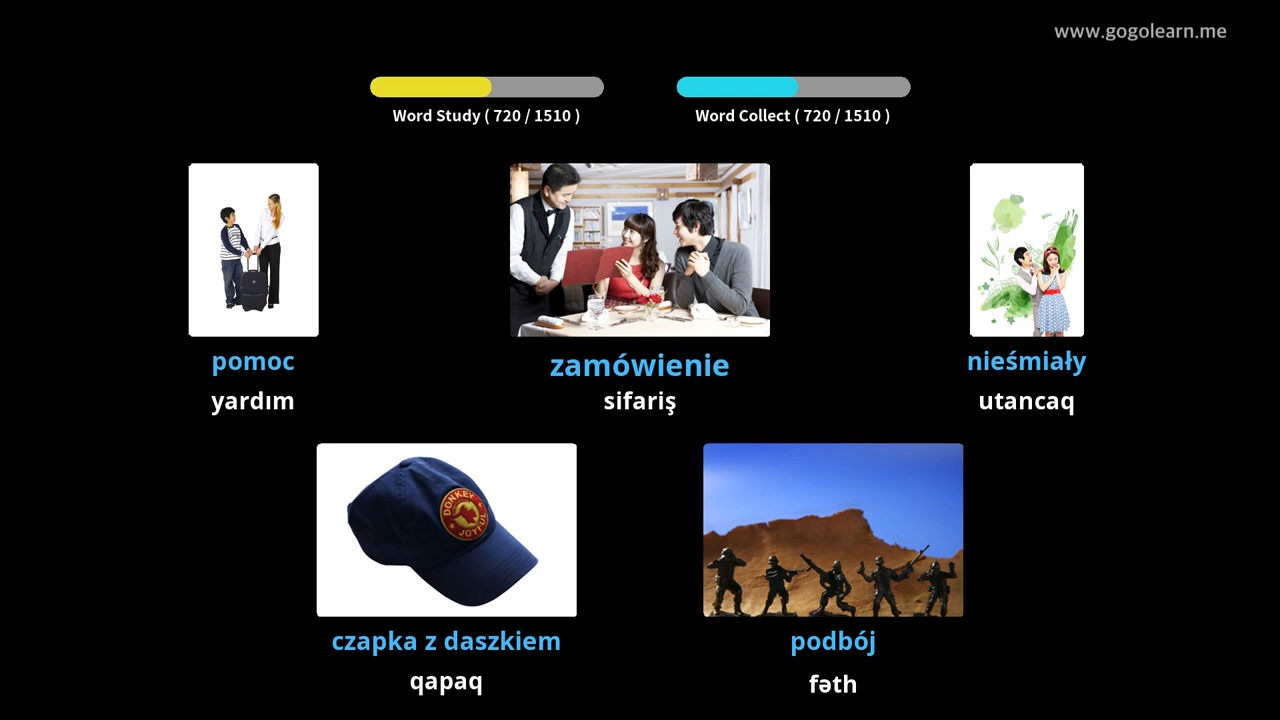 www.gogolearn.me
Word Study ( 720 / 1510 )
Word Collect ( 720 / 1510 )
pomoc
yardım
zamówienie
sifariş
nieśmiały
utancaq
DONKEY
JOYFUL
czapka z daszkiem
qapaq
podbój
fəth